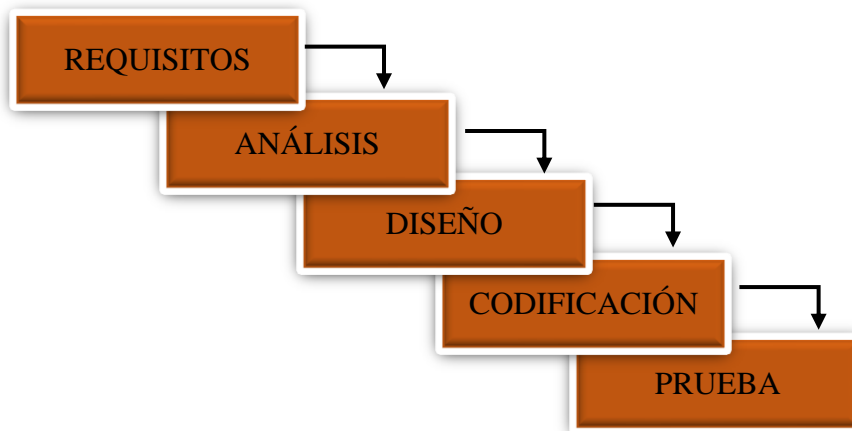 REQUISITOS
ANÁLISIS
DISEÑO
CODIFICACIÓN
PRUEBA